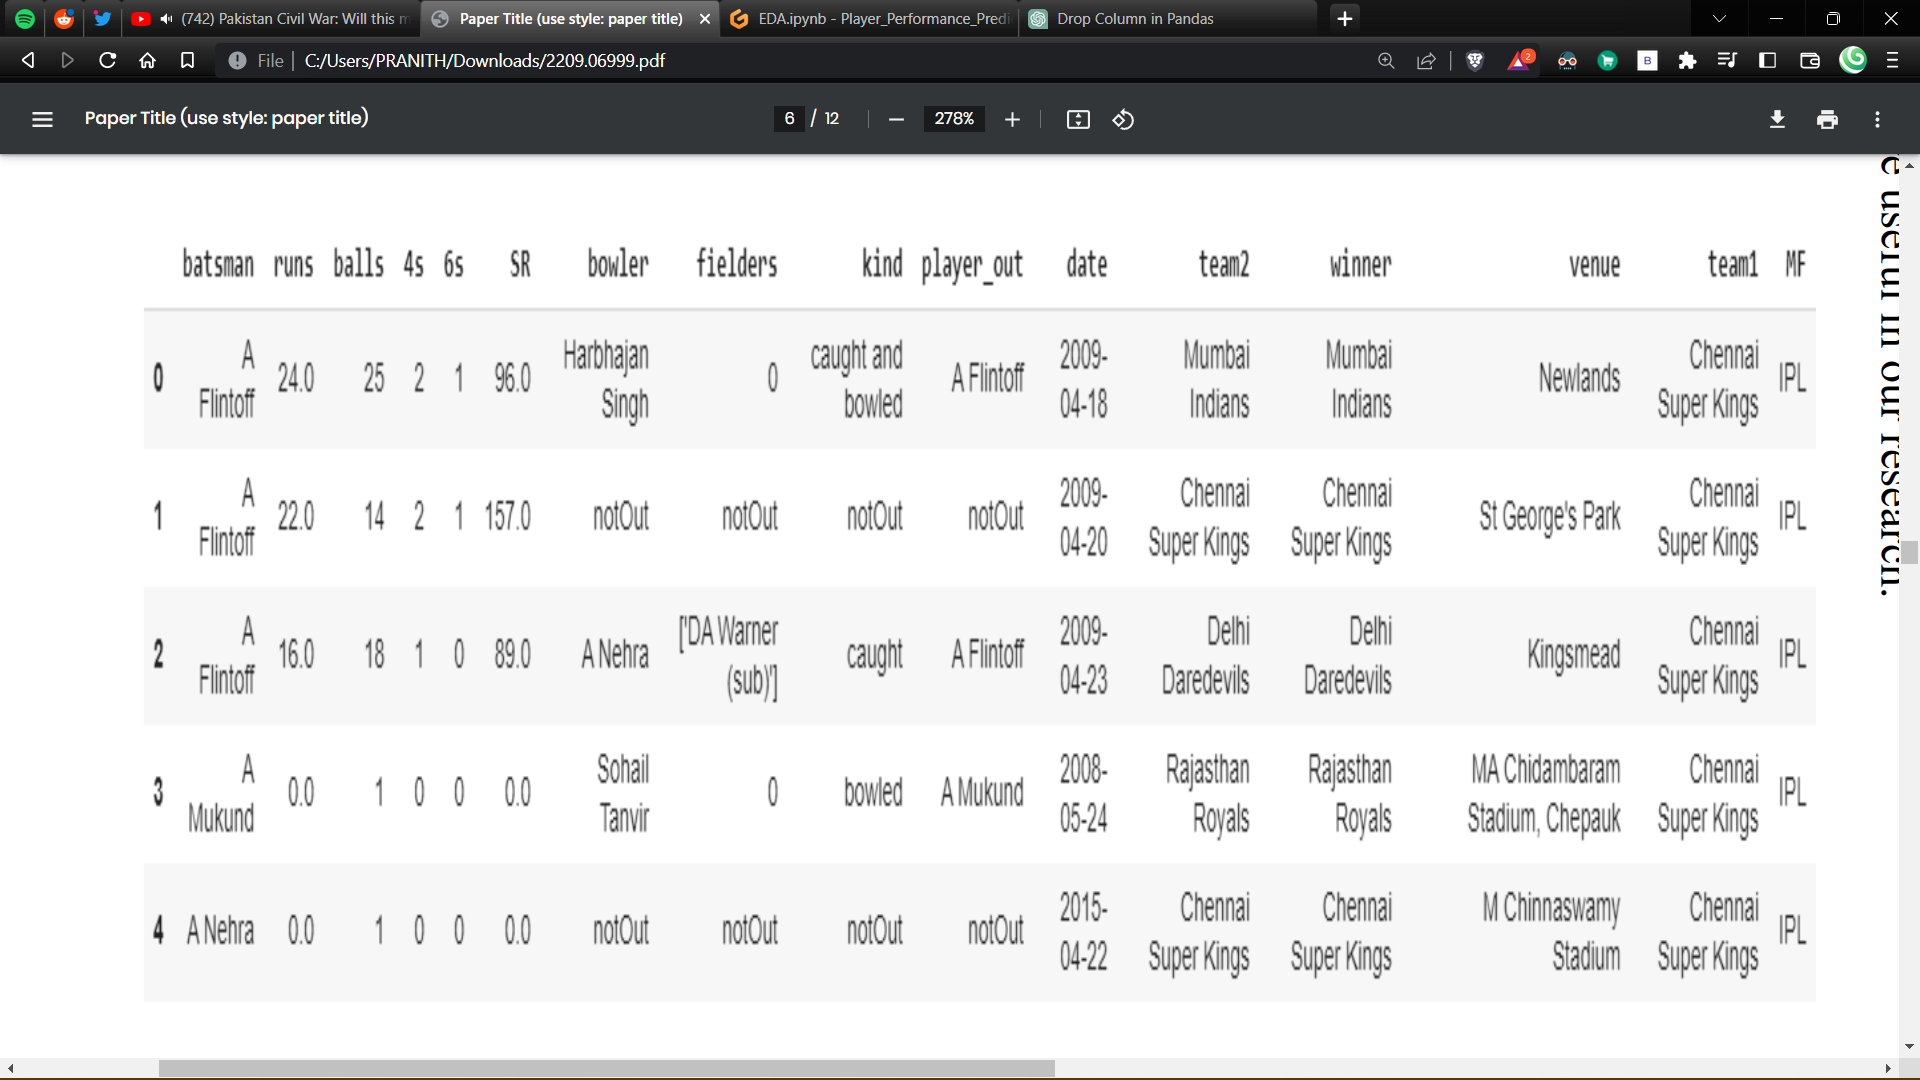 (742) Pakistan Civil War: Will this m
Paper Title (use style: paper title)
EDA.ipynb - Player_Performance_Predi
Drop Column in Pandas
File | C:/Users/PRANITH/Downloads/2209.06999.pdf
2
B
Paper Title (use style: paper title)
6 / 12
278%
batsman runs balls 4s 6s SR bowler fielders kind player_out date team2 winner venue team1 MF
0 A Flintoff 24.0 25 2 1 96.0 Harbhajan Singh 0 caught and bowled A Flintoff 2009-04-18 Mumbai Indians Mumbai Indians Newlands Chennai Super Kings IPL
1 A Flintoff 22.0 14 2 1 157.0 notOut notOut notOut notOut 2009-04-20 Chennai Super Kings Chennai Super Kings St George's Park Chennai Super Kings IPL
2 A Flintoff 16.0 18 1 0 89.0 A Nehra ['DA Warner (sub)'] caught A Flintoff 2009-04-23 Delhi Daredevils Delhi Daredevils Kingsmead Chennai Super Kings IPL
3 A Mukund 0.0 1 0 0 0.0 Sohail Tanvir 0 bowled A Mukund 2008-05-24 Rajasthan Royals Rajasthan Royals MA Chidambaram Stadium, Chepauk Chennai Super Kings IPL
4 A Nehra 0.0 1 0 0 0.0 notOut notOut notOut notOut 2015-04-22 Chennai Super Kings Chennai Super Kings M Chinnaswamy Stadium Chennai Super Kings IPL
e useful in our research.